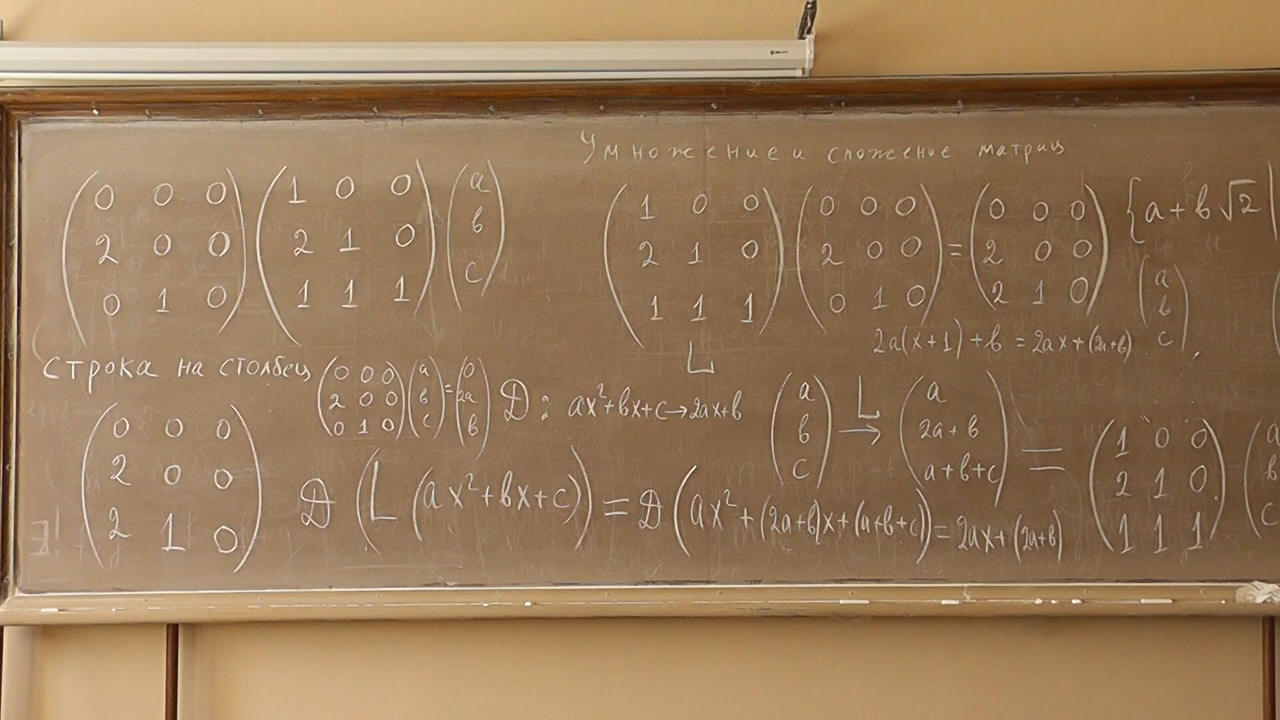 Умножение и сложение матриц
0 0 0
2 0 0
0 1 0
1 0 0
2 1 0
1 1 1
a
в
c
1 0 0
2 1 0
1 1 1
L
0 0 0
2 0 0
0 1 0
=
0 0 0
2 0 0
2 1 0
{a+в√2 |
a
в
c
2a(x+1)+в=2ax+(2a+в)
строка на столбец
0 0 0
2 0 0
0 1 0
a
в
c
=
0
2a
в
D: ax²+вx+c→2ax+в
a
в
c
L
→
a
2a+в
a+в+c
=
1 0 0
2 1 0
1 1 1
a
в
c
0 0 0
2 0 0
2 1 0
D(L(ax²+вx+c))=D(ax²+(2a+в)x+(a+в+c))=2ax+(2a+в)